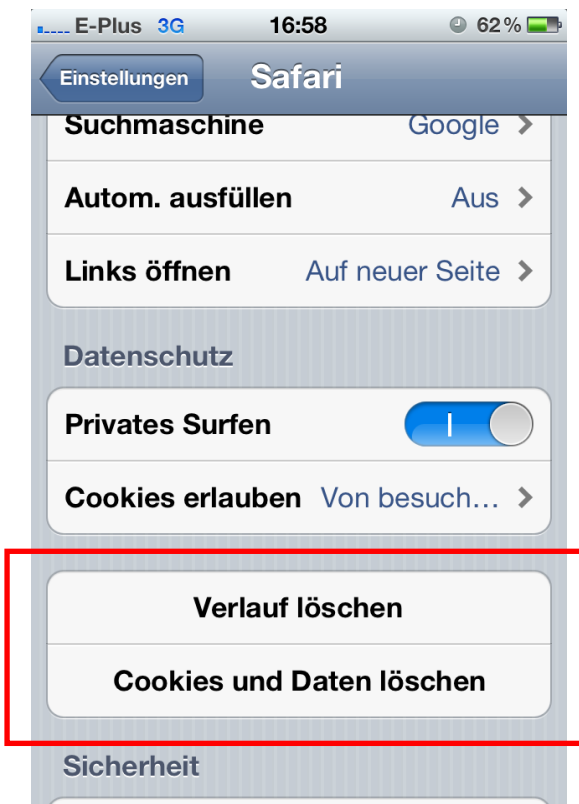 E-Plus 3G 16:58 62%
Einstellungen Safari
Suchmaschine Google
Autom. ausfüllen Aus
Links öffnen Auf neuer Seite
Datenschutz
Privates Surfen
Cookies erlauben Von besuch...
Verlauf löschen
Cookies und Daten löschen
Sicherheit